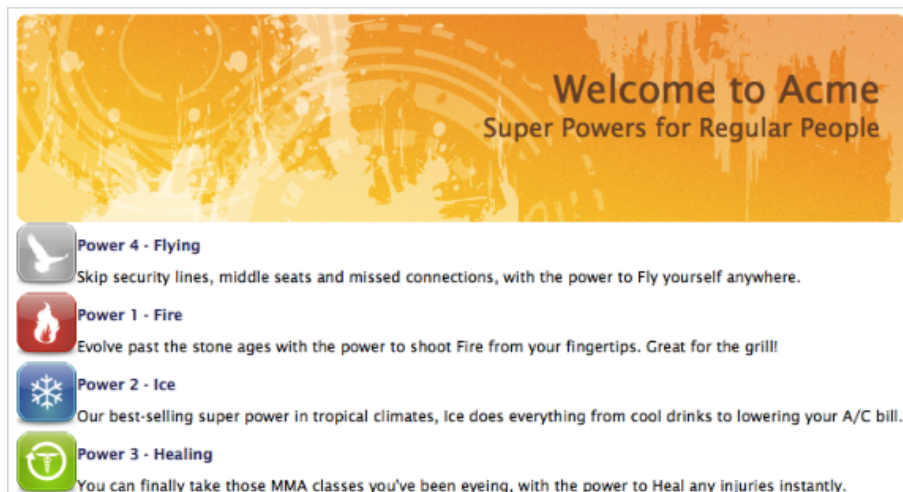 Welcome to Acme
Super Powers for Regular People
Power 4 - Flying
Skip security lines, middle seats and missed connections, with the power to Fly yourself anywhere.
Power 1 - Fire
Evolve past the stone ages with the power to shoot Fire from your fingertips. Great for the grill!
Power 2 - Ice
Our best-selling super power in tropical climates, Ice does everything from cool drinks to lowering your A/C bill.
Power 3 - Healing
You can finally take those MMA classes you've been eyeing, with the power to Heal any injuries instantly.